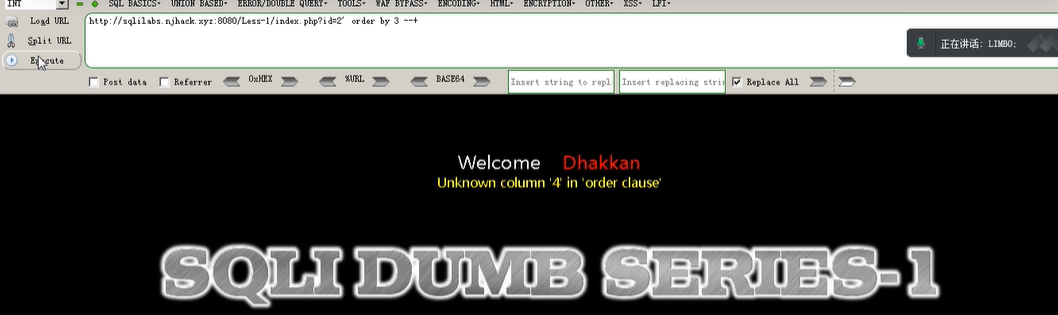 INT SQL BASICS▾ UNION BASED▾ ERROR/DOUBLE QUERY▾ TOOLS▾ WAF BYPASS▾ ENCODING▾ HTML▾ ENCRYPTION▾ OTHER▾ XSS▾ LFI▾
Load URL http://sqlilabs.njhack.xyz:8080/Less-1/index.php?id=2' order by 3 --+
Split URL
正在讲话: LIMBO;
Execute
Post data Referrer 0xHEX %URL BASE64 Insert string to repl Insert replacing stri Replace All
Welcome Dhakkan
Unknown column '4' in 'order clause'
SQLI DUMB SERIES-1